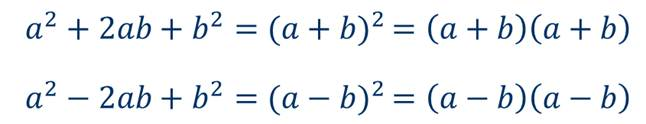 a² + 2ab + b² = (a + b)² = (a + b)(a + b)
a² − 2ab + b² = (a − b)² = (a − b)(a − b)